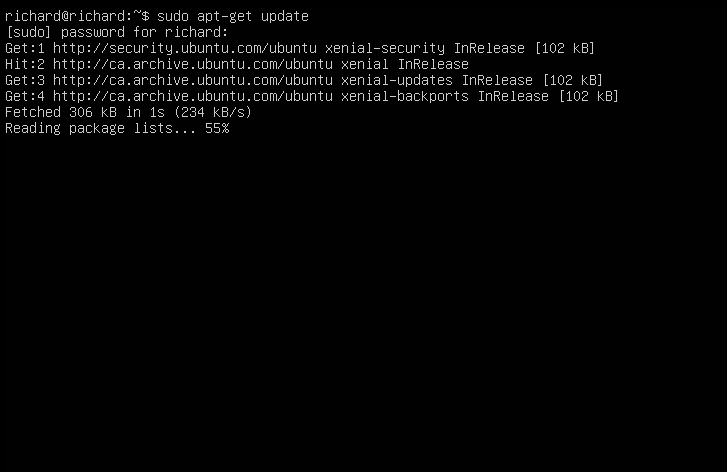 richard@richard:~$ sudo apt-get update
[sudo] password for richard:
Get:1 http://security.ubuntu.com/ubuntu xenial-security InRelease [102 kB]
Hit:2 http://ca.archive.ubuntu.com/ubuntu xenial InRelease
Get:3 http://ca.archive.ubuntu.com/ubuntu xenial-updates InRelease [102 kB]
Get:4 http://ca.archive.ubuntu.com/ubuntu xenial-backports InRelease [102 kB]
Fetched 306 kB in 1s (234 kB/s)
Reading package lists... 55%